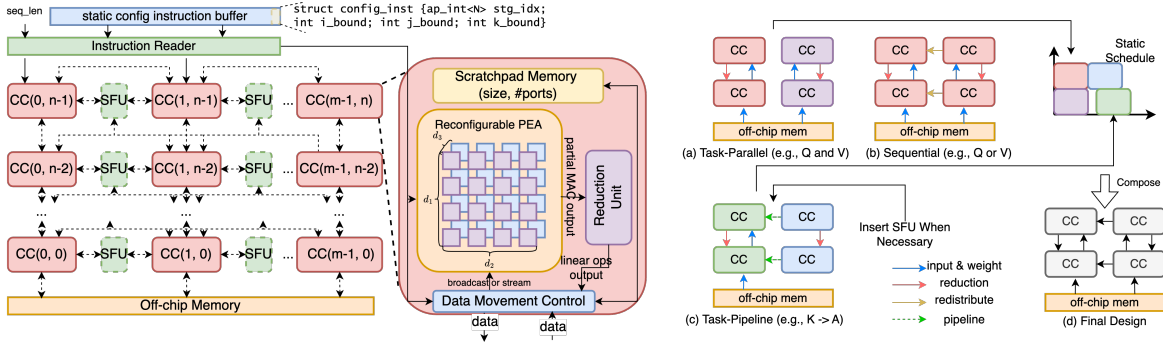 seq_len
static config instruction buffer
struct config_inst {ap_int<N> stg_idx;
int i_bound; int j_bound; int k_bound}
Instruction Reader
CC(0, n-1)
SFU
CC(1, n-1)
SFU
...
CC(m-1, n)
CC(0, n-2)
SFU
CC(1, n-2)
SFU
...
CC(m-1, n-2)
...
...
...
CC(0, 0)
SFU
CC(1, 0)
SFU
...
CC(m-1, 0)
Off-chip Memory
Scratchpad Memory
(size, #ports)
Reconfigurable PEA
d3
d1
d2
partial MAC output
Reduction
Unit
linear ops
output
broadcast or stream
Data Movement Control
data
data
CC
CC
CC
CC
off-chip mem
(a) Task-Parallel (e.g., Q and V)
CC
CC
CC
CC
off-chip mem
(b) Sequential (e.g., Q or V)
Static
Schedule
CC
CC
CC
CC
off-chip mem
(c) Task-Pipeline (e.g., K -> A)
Insert SFU When
Necessary
input & weight
reduction
redistribute
pipeline
Compose
CC
CC
CC
CC
off-chip mem
(d) Final Design